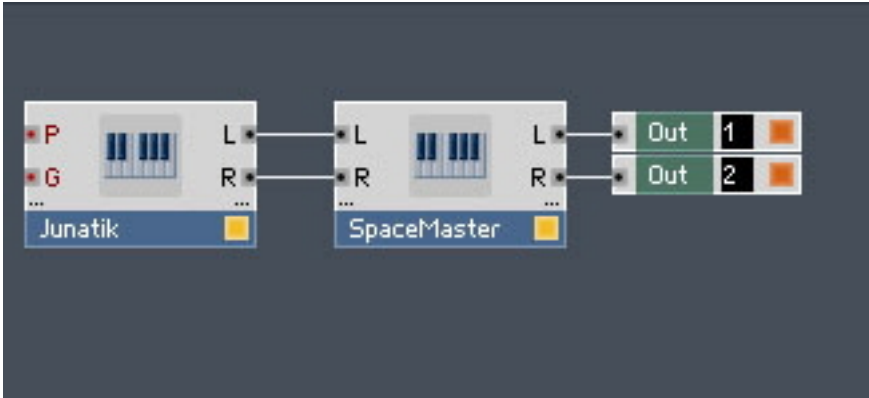 P
L
L
L
Out 1
G
R
R
R
Out 2
...
...
...
...
Junatik
SpaceMaster